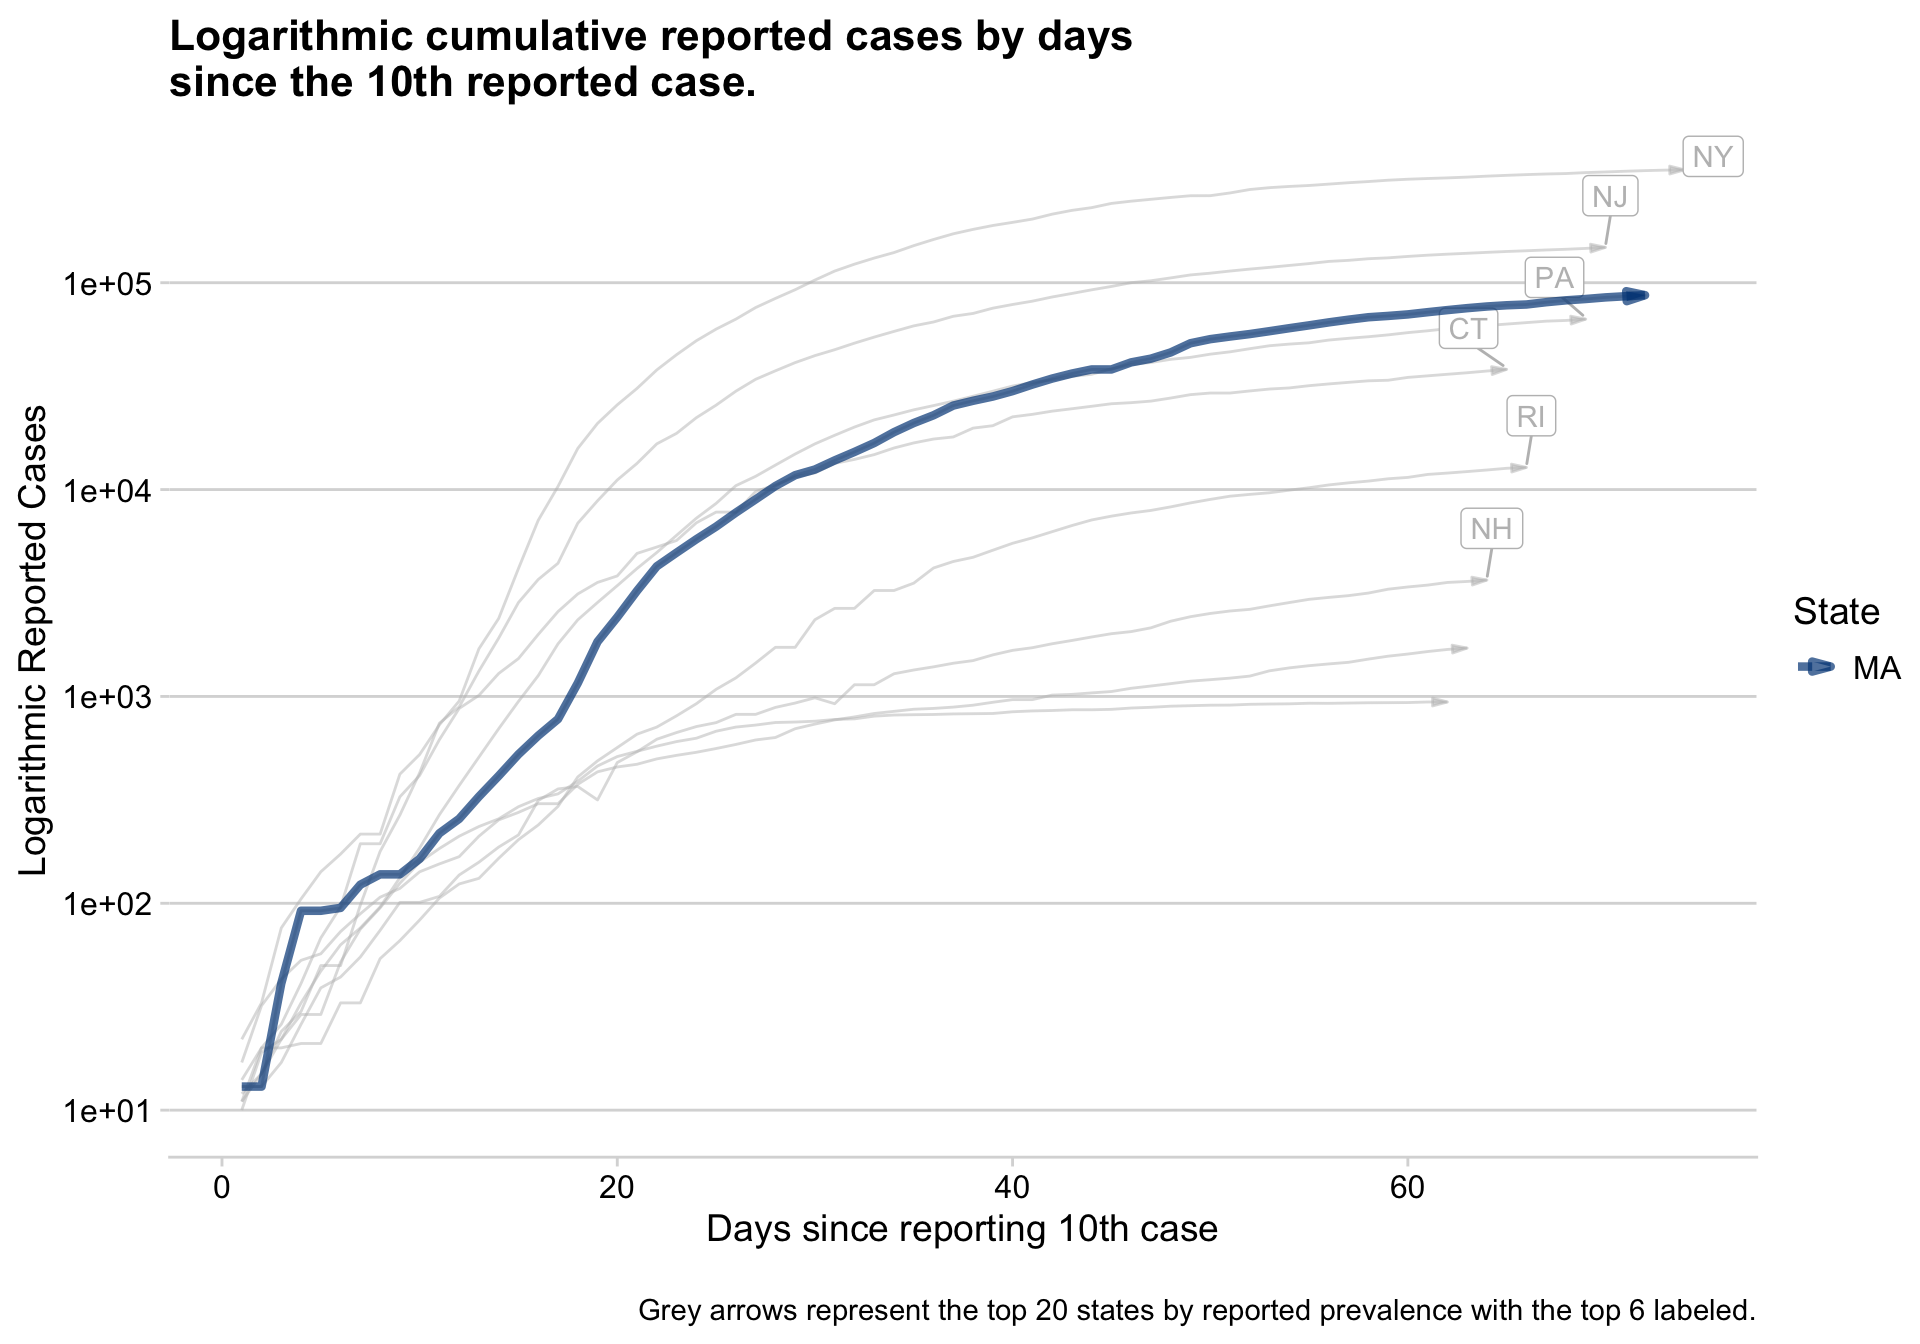 Logarithmic cumulative reported cases by days
since the 10th reported case.
NY
NJ
1e+05
PA
CT
RI
Logarithmic Reported Cases
1e+04
NH
State
MA
1e+03
1e+02
1e+01
0 20 40 60
Days since reporting 10th case
Grey arrows represent the top 20 states by reported prevalence with the top 6 labeled.